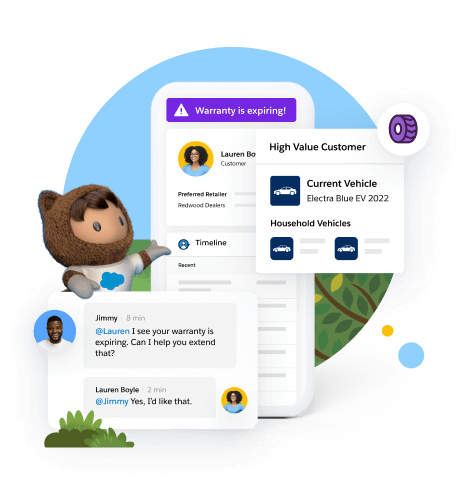 Warranty is expiring!
Lauren Bo
Customer
Preferred Retailer
Redwood Dealers
Timeline
Recent
High Value Customer
Current Vehicle
Electra Blue EV 2022
Household Vehicles
Jimmy · 8 min
@Lauren I see your warranty is
expiring. Can I help you extend
that?
Lauren Boyle · 2 min
@Jimmy Yes, I'd like that.